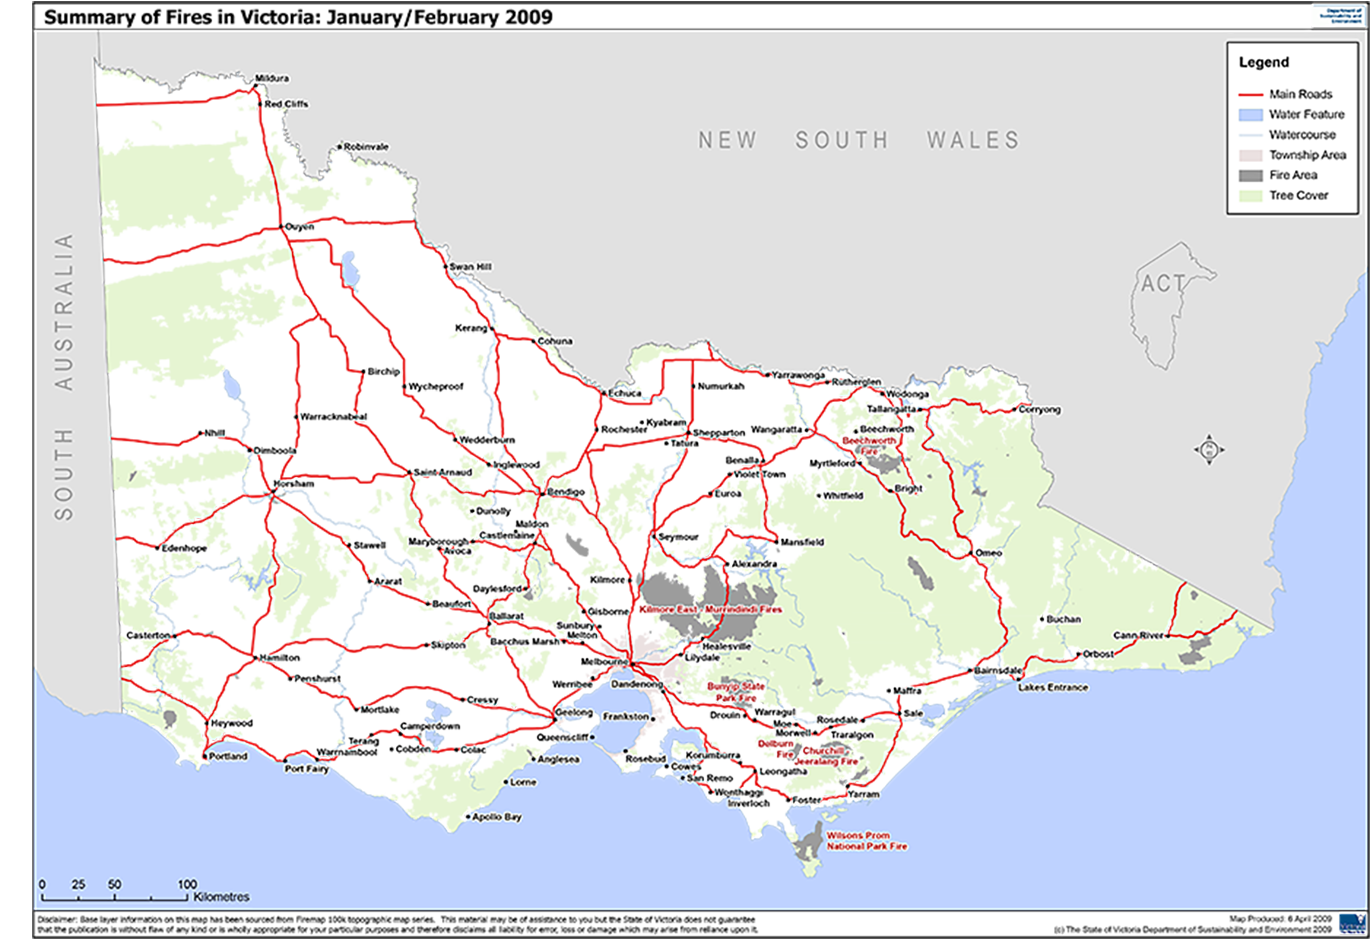 Summary of Fires in Victoria: January/February 2009
Department of
Sustainability and
Environment
Legend
Main Roads
Water Feature
Watercourse
Township Area
Fire Area
Tree Cover
NEW SOUTH WALES
SOUTH AUSTRALIA
ACT
Mildura
Red Cliffs
Robinvale
Ouyen
Swan Hill
Kerang
Cohuna
Birchip
Wycheproof
Echuca
Numurkah
Yarrawonga
Rutherglen
Wodonga
Tallangatta
Corryong
Warracknabeal
Nhill
Dimboola
Wedderburn
Rochester
Kyabram
Shepparton
Tatura
Wangaratta
Beechworth
Beechworth
Fire
Benalla
Myrtleford
Inglewood
Saint Arnaud
Violet Town
Horsham
Bendigo
Euroa
Whitfield
Bright
Dunolly
Maldon
Castlemaine
Maryborough
Avoca
Seymour
Mansfield
Edenhope
Stawell
Omeo
Alexandra
Ararat
Kilmore
Daylesford
Beaufort
Kilmore East - Murrindindi Fires
Gisborne
Ballarat
Buchan
Sunbury
Melton
Bacchus Marsh
Casterton
Skipton
Cann River
Healesville
Orbost
Hamilton
Melbourne
Lilydale
Bairnsdale
Penshurst
Werribee
Dandenong
Bunyip State
Park Fire
Maffra
Lakes Entrance
Cressy
Mortlake
Geelong
Frankston
Drouin
Warragul
Moe
Morwell
Rosedale
Sale
Traralgon
Heywood
Camperdown
Terang
Queenscliff
Cobden
Colac
Portland
Warrnambool
Port Fairy
Anglesea
Rosebud
Cowes
Korumburra
Delburn
Fire
Churchill
Jeeralang Fire
San Remo
Leongatha
Lorne
Wonthaggi
Inverloch
Foster
Yarram
Apollo Bay
Wilsons Prom
National Park Fire
0 25 50 100
Kilometres
Disclaimer: Base layer information on this map has been sourced from Firemap 100k topographic map series. This material may be of assistance to you but the State of Victoria does not guarantee
that the publication is without flaw of any kind or is wholly appropriate for your particular purposes and therefore disclaims all liability for error, loss or damage which may arise from reliance upon it.
Map Produced: 6 April 2009
(c) The State of Victoria Department of Sustainability and Environment 2009